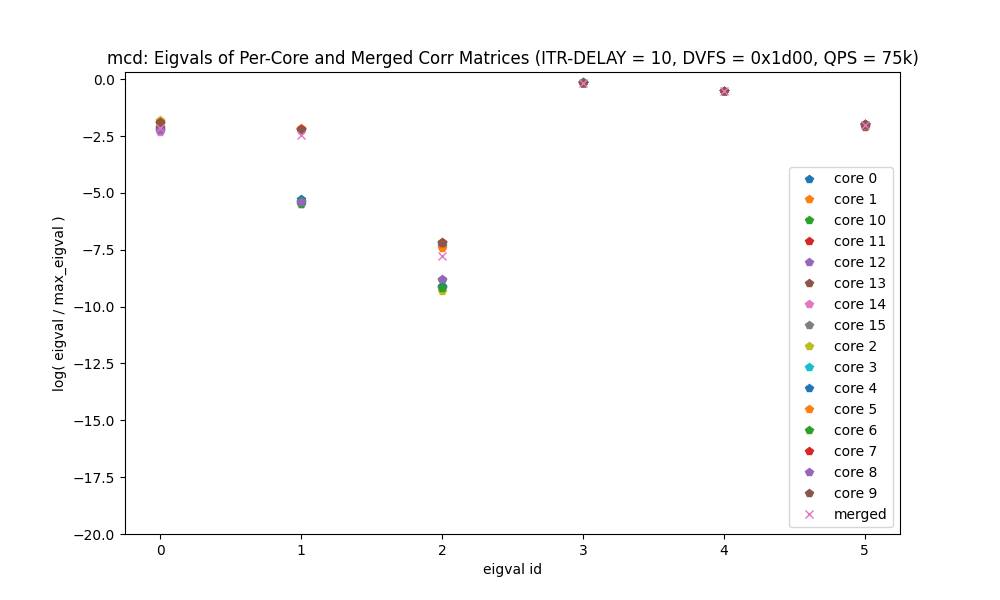 mcd: Eigvals of Per-Core and Merged Corr Matrices (ITR-DELAY = 10, DVFS = 0x1d00, QPS = 75k)
0.0
−2.5
−5.0
−7.5
−10.0
−12.5
−15.0
−17.5
−20.0
log( eigval / max_eigval )
core 0
core 1
core 10
core 11
core 12
core 13
core 14
core 15
core 2
core 3
core 4
core 5
core 6
core 7
core 8
core 9
merged
0 1 2 3 4 5
eigval id